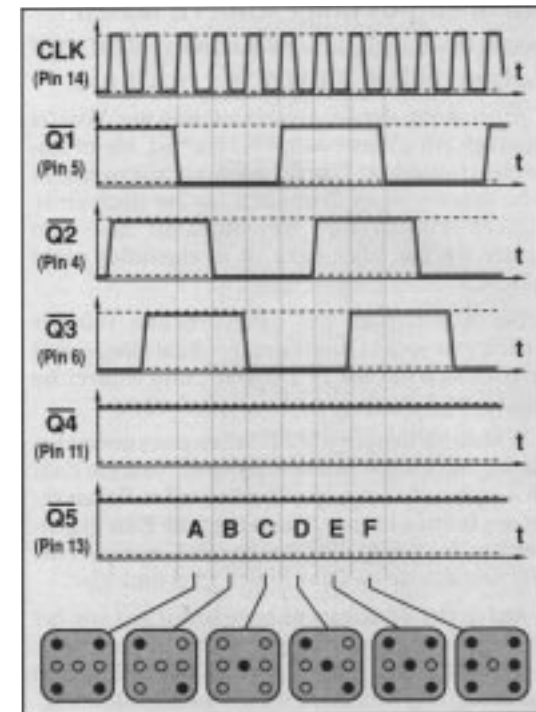 CLK
(Pin 14)
t
Q1
(Pin 5)
t
Q2
(Pin 4)
t
Q3
(Pin 6)
t
Q4
(Pin 11)
t
Q5
(Pin 13)
A B C D E F
t